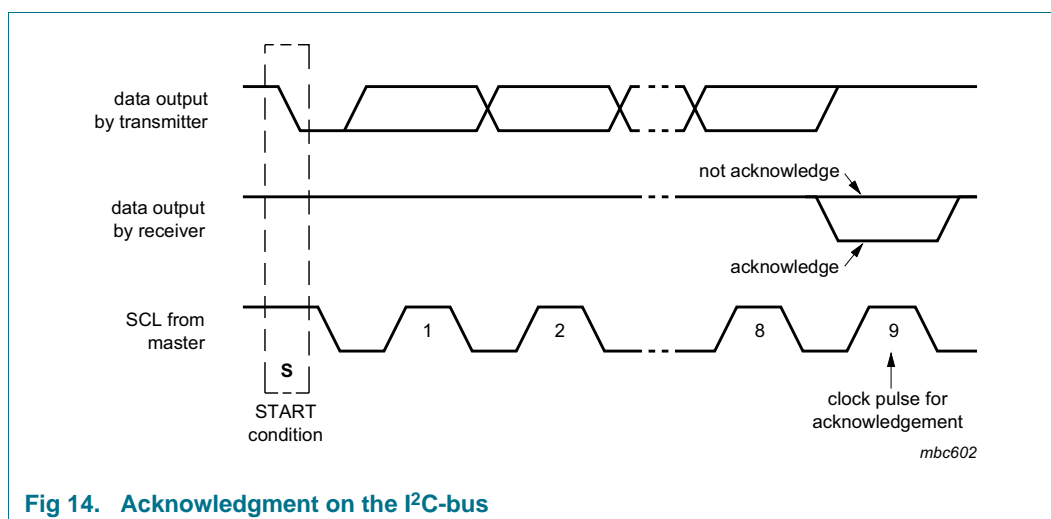 data output
by transmitter
not acknowledge
data output
by receiver
acknowledge
SCL from
master
1
2
8
9
S
START
condition
clock pulse for
acknowledgement
mbc602
Fig 14. Acknowledgment on the I²C-bus